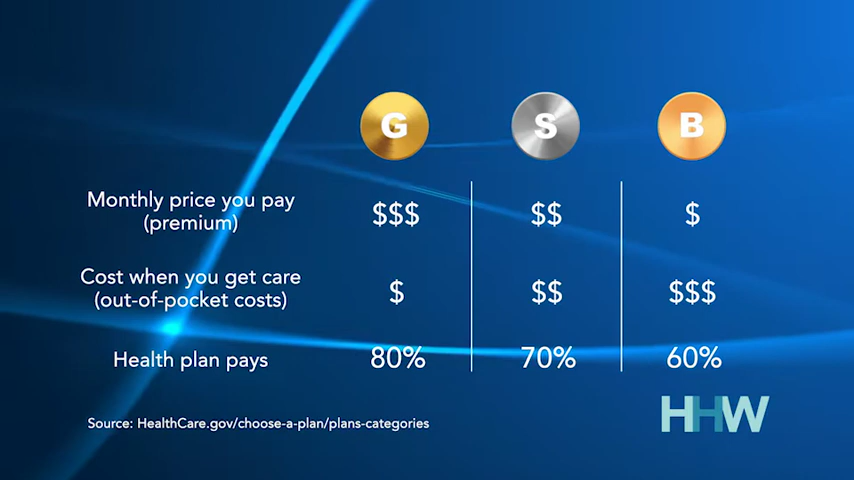 G S B
Monthly price you pay
(premium) $$$ $$ $
Cost when you get care
(out-of-pocket costs) $ $$ $$$
Health plan pays 80% 70% 60%
Source: HealthCare.gov/choose-a-plan/plans-categories
HHW